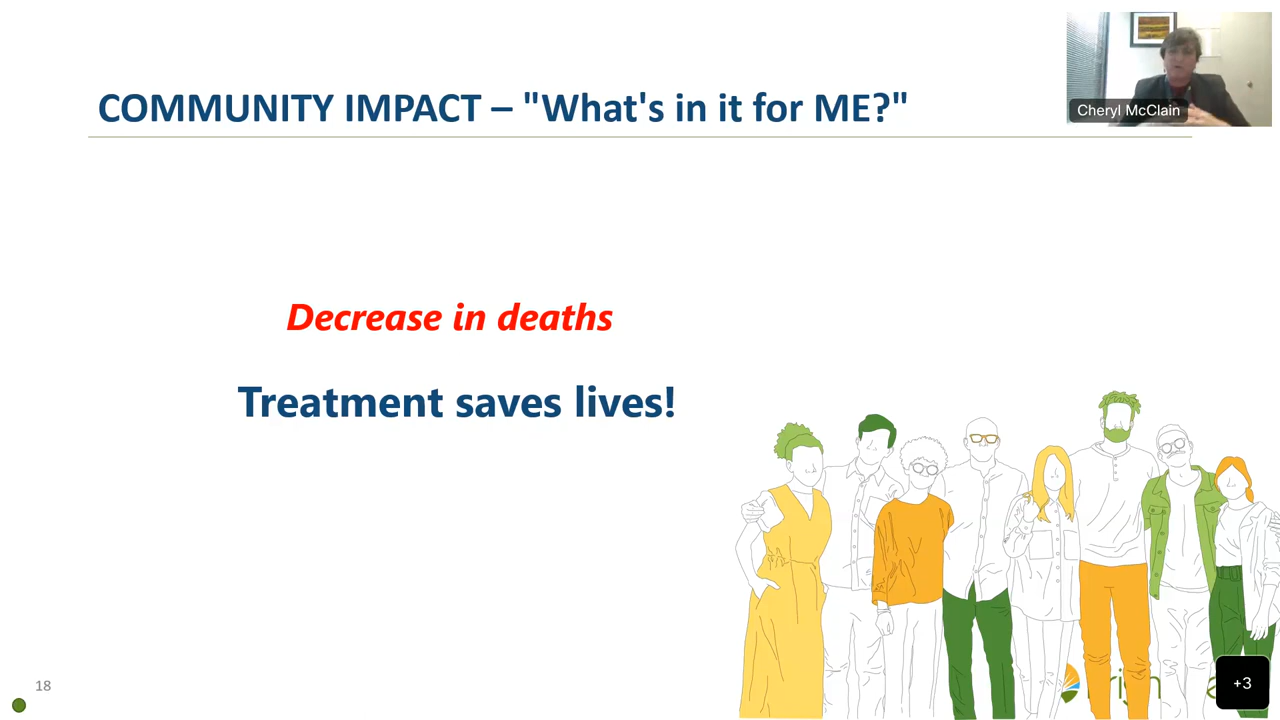 COMMUNITY IMPACT – "What's in it for ME?"
Cheryl McClain
Decrease in deaths
Treatment saves lives!
18
+3